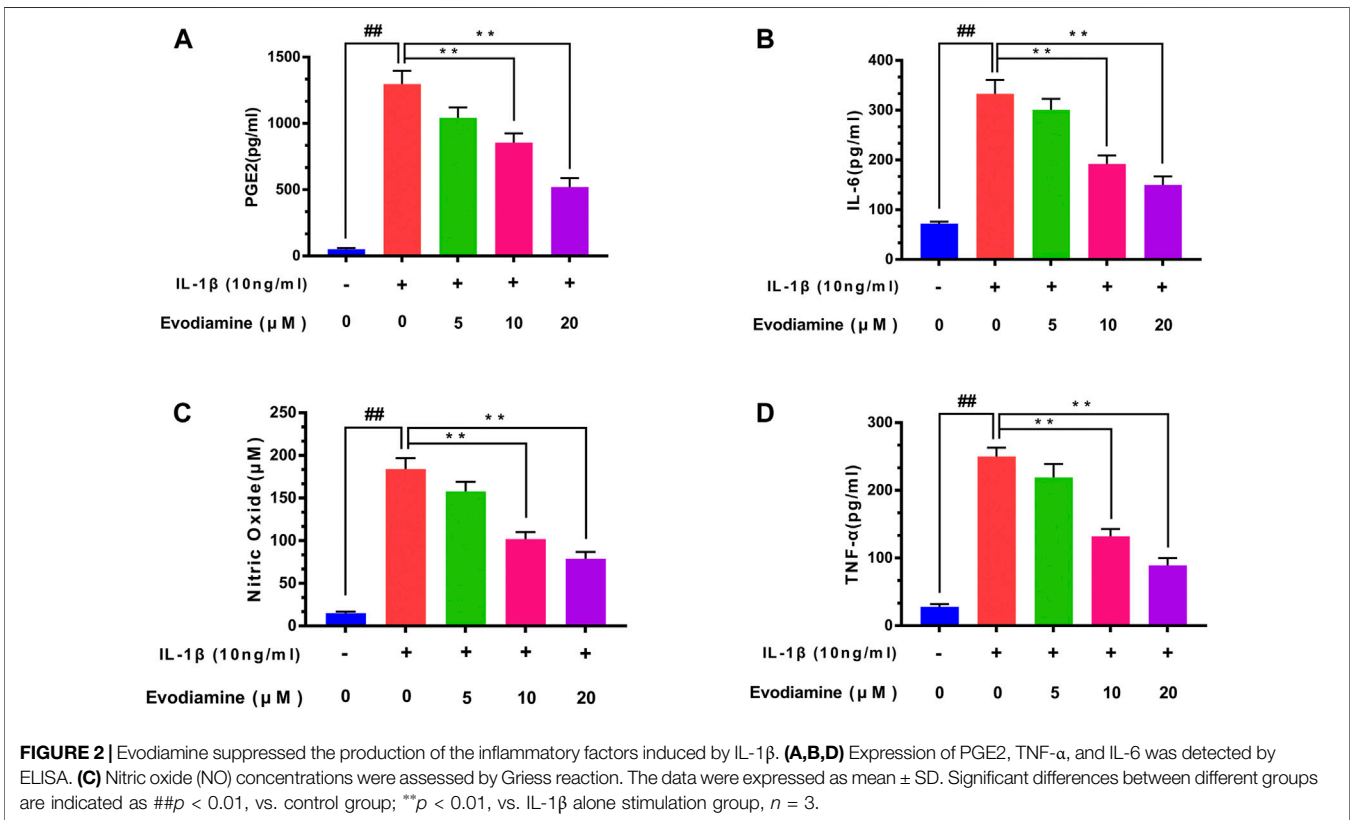 A
##
* *
* *
PGE2(pg/ml)
1500
1000
500
0
IL-1β (10ng/ml) - + + + +
Evodiamine (μM) 0 0 5 10 20
B
##
* *
* *
IL-6(pg/ml)
400
300
200
100
0
IL-1β (10ng/ml) - + + + +
Evodiamine (μM) 0 0 5 10 20
C
##
* *
* *
Nitric Oxide(μM)
250
200
150
100
50
0
IL-1β (10ng/ml) - + + + +
Evodiamine (μM) 0 0 5 10 20
D
##
* *
* *
TNF-α(pg/ml)
300
200
100
0
IL-1β (10ng/ml) - + + + +
Evodiamine (μM) 0 0 5 10 20
FIGURE 2 | Evodiamine suppressed the production of the inflammatory factors induced by IL-1β. (A,B,D) Expression of PGE2, TNF-α, and IL-6 was detected by
ELISA. (C) Nitric oxide (NO) concentrations were assessed by Griess reaction. The data were expressed as mean ± SD. Significant differences between different groups
are indicated as ##p < 0.01, vs. control group; **p < 0.01, vs. IL-1β alone stimulation group, n = 3.